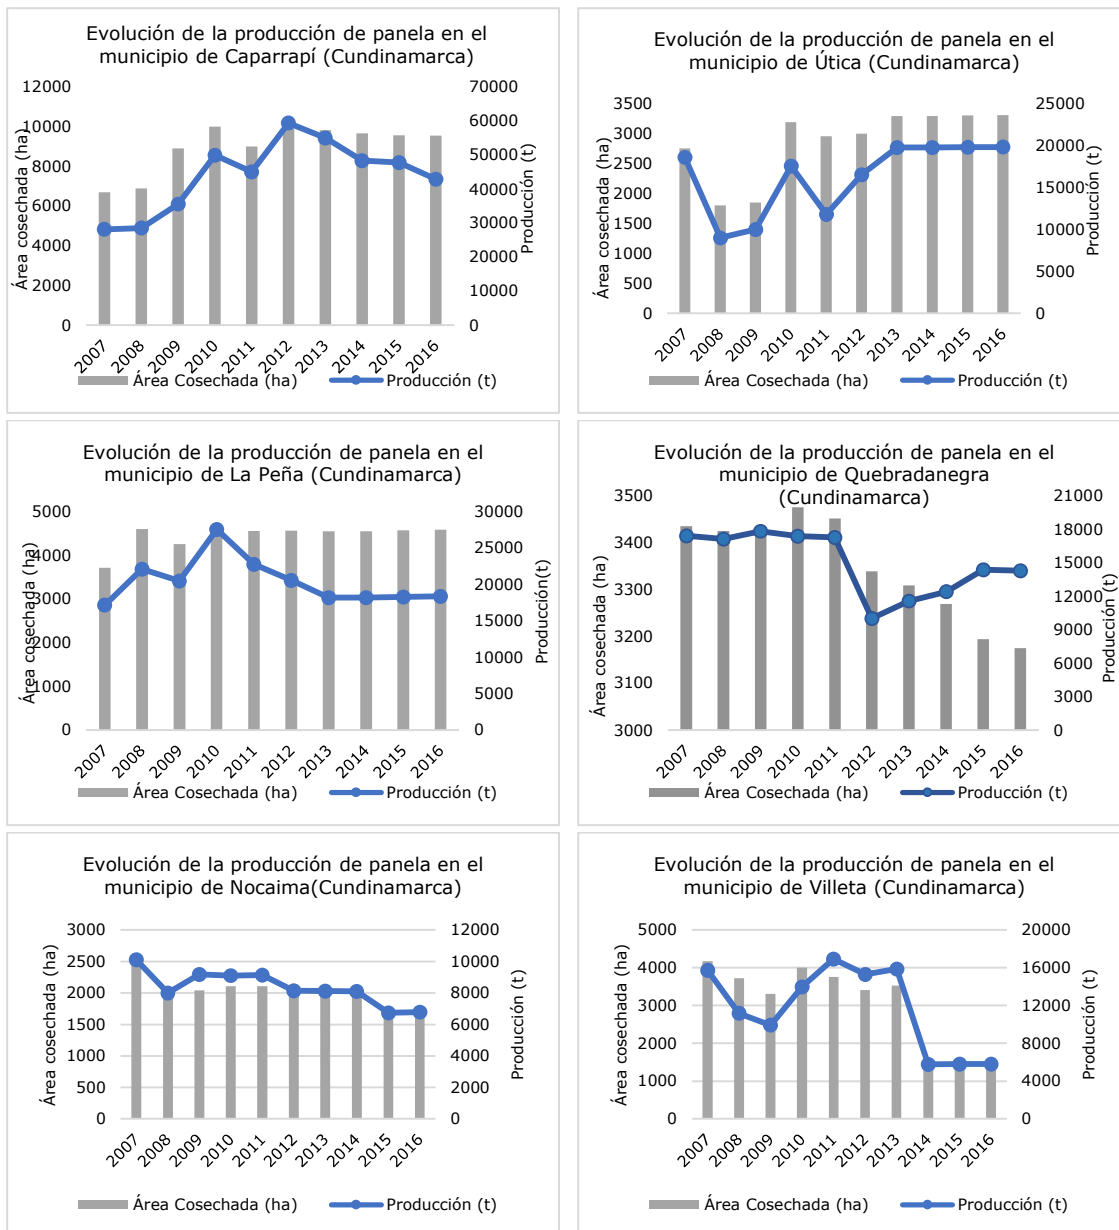 Evolución de la producción de panela en el
municipio de Caparrapí (Cundinamarca)
Área cosechada (ha)
12000
10000
8000
6000
4000
2000
0
70000
60000
50000
40000
30000
20000
10000
0
Producción (t)
2007 2008 2009 2010 2011 2012 2013 2014 2015 2016
Área Cosechada (ha) Producción (t)
Evolución de la producción de panela en el
municipio de Útica (Cundinamarca)
Área cosechada (ha)
3500
3000
2500
2000
1500
1000
500
0
25000
20000
15000
10000
5000
0
Producción (t)
2007 2008 2009 2010 2011 2012 2013 2014 2015 2016
Área Cosechada (ha) Producción (t)
Evolución de la producción de panela en el
municipio de La Peña (Cundinamarca)
Área cosechada (ha)
5000
4000
3000
2000
1000
0
30000
25000
20000
15000
10000
5000
0
Producción(t)
2007 2008 2009 2010 2011 2012 2013 2014 2015 2016
Área Cosechada (ha) Producción (t)
Evolución de la producción de panela en el
municipio de Quebradanegra
(Cundinamarca)
Área cosechada (ha)
3500
3400
3300
3200
3100
3000
21000
18000
15000
12000
9000
6000
3000
0
Producción (t)
2007 2008 2009 2010 2011 2012 2013 2014 2015 2016
Área Cosechada (ha) Producción (t)
Evolución de la producción de panela en el
municipio de Nocaima(Cundinamarca)
Área cosechada (ha)
3000
2500
2000
1500
1000
500
0
12000
10000
8000
6000
4000
2000
0
Producción (t)
2007 2008 2009 2010 2011 2012 2013 2014 2015 2016
Área Cosechada (ha) Producción (t)
Evolución de la producción de panela en el
municipio de Villeta (Cundinamarca)
Área cosechada (ha)
5000
4000
3000
2000
1000
0
20000
16000
12000
8000
4000
0
Producción (t)
2007 2008 2009 2010 2011 2012 2013 2014 2015 2016
Área Cosechada (ha) Producción (t)